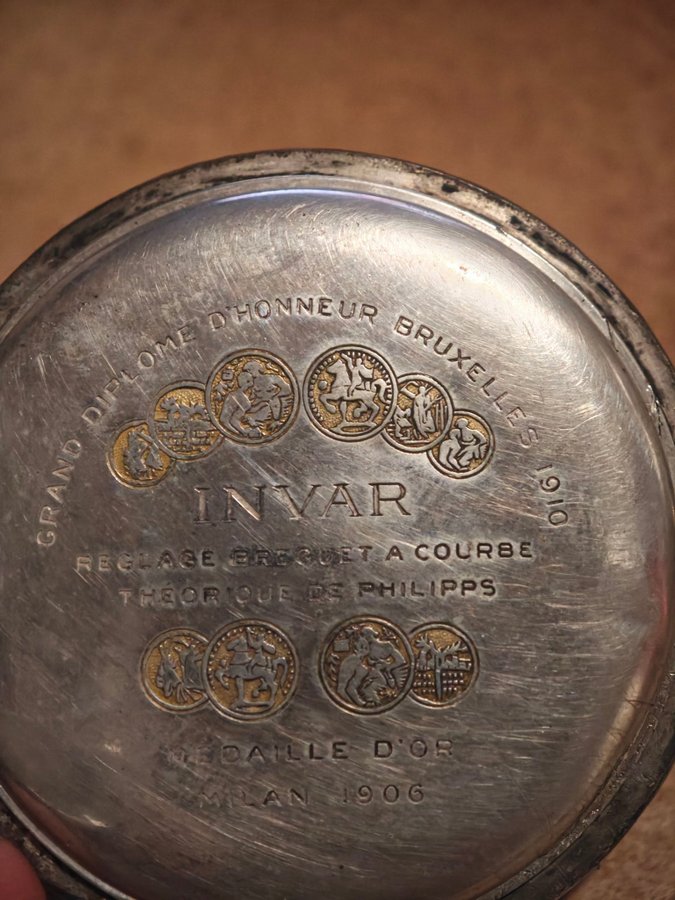 GRAND DIPLOME D'HONNEUR BRUXELLES 1910
INVAR
REGLAGE BREGUET A COURBE
THEORIQUE DE PHILIPPS
MEDAILLE D'OR
MILAN 1906